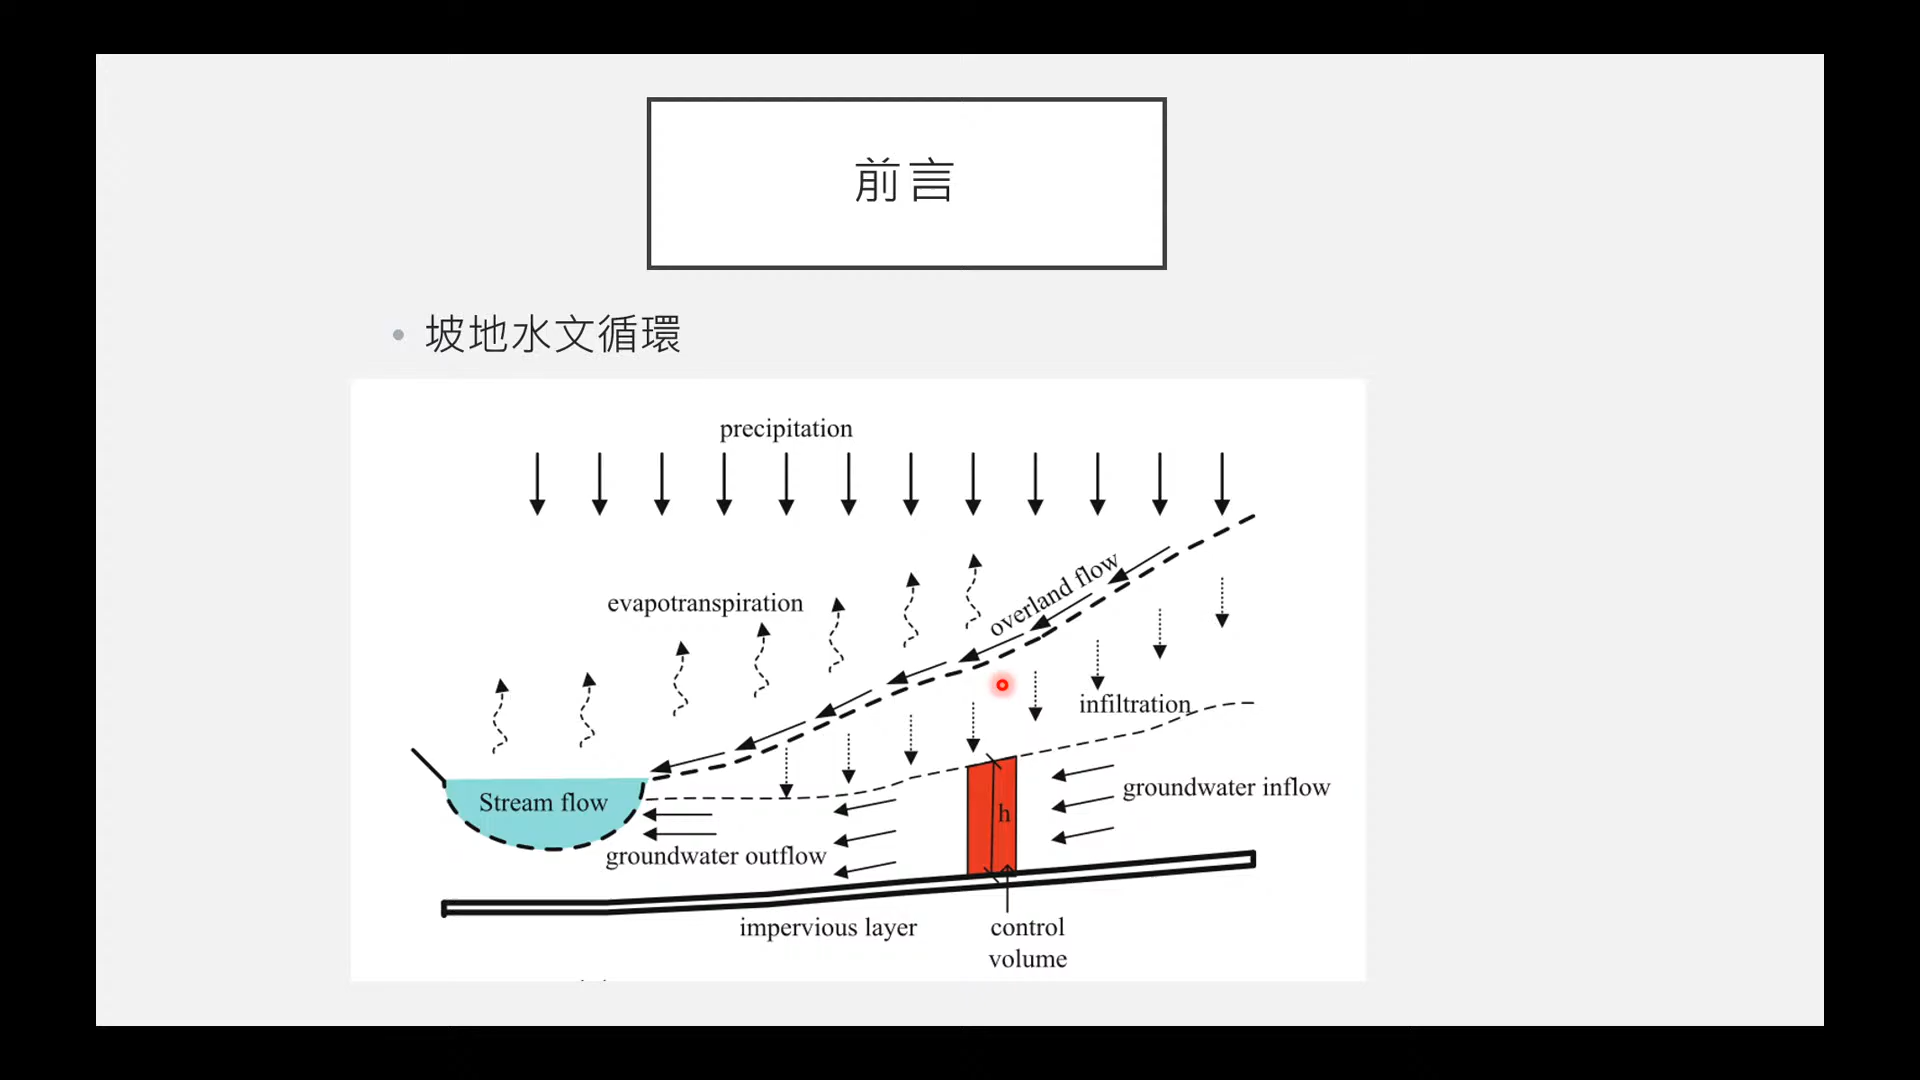 前言
坡地水文循環
precipitation
evapotranspiration
overland flow
infiltration
Stream flow
h
groundwater inflow
groundwater outflow
impervious layer
control
volume